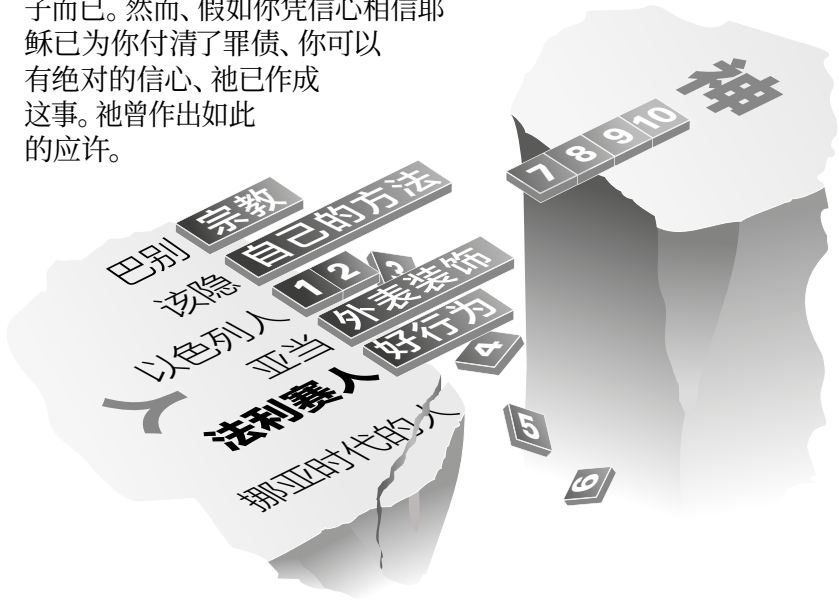 子而已。然而、假如你凭信心相信耶
稣已为你付清了罪债、你可以
有绝对的信心、祂已作成
这事。祂曾作出如此
的应许。
神
7 8 9 10
宗教
自己的方法
1 2 3
外表装饰
好行为
4
5
6
巴别
该隐
以色列人
亚当
人
法利赛人
挪亚时代的人